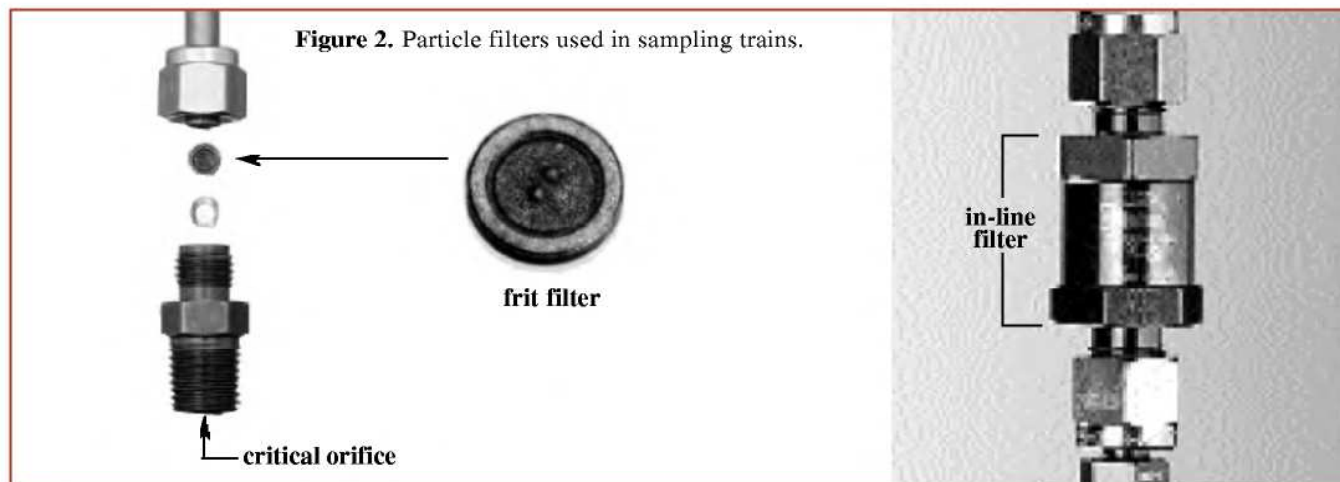 Figure 2. Particle filters used in sampling trains.
frit filter
critical orifice
in-line
filter